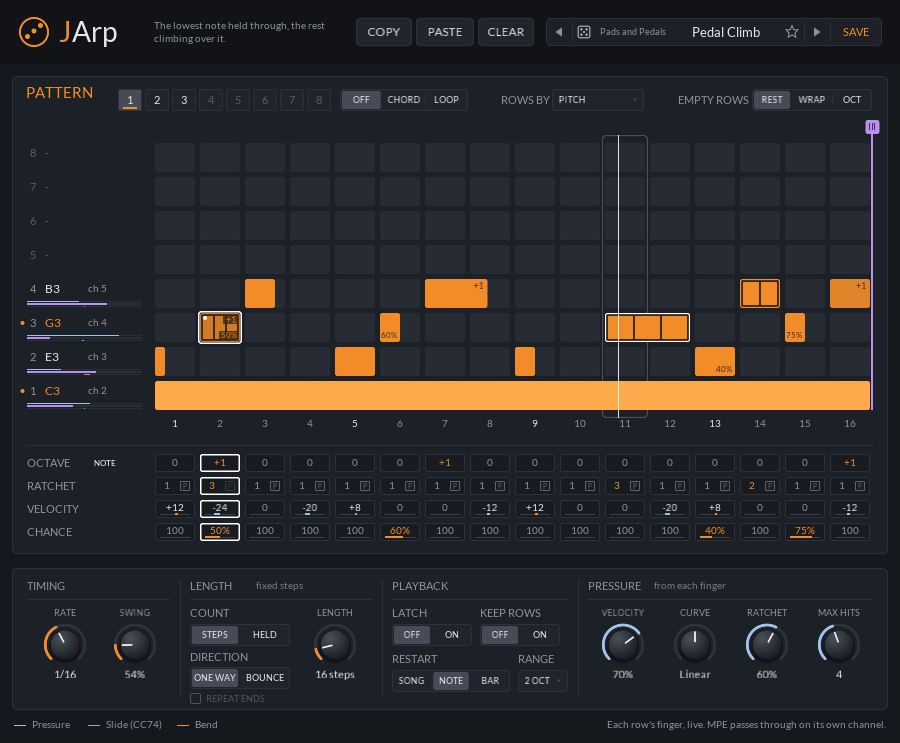 JArp
The lowest note held through, the rest
climbing over it.
COPY PASTE CLEAR
Pads and Pedals Pedal Climb SAVE
PATTERN 1 2 3 4 5 6 7 8 OFF CHORD LOOP ROWS BY PITCH EMPTY ROWS REST WRAP OCT
8 -
7 -
6 -
5 -
4 B3 ch 5 +1 +1
3 G3 ch 4 +1 50% 60% 75%
2 E3 ch 3 40%
1 C3 ch 2
1 2 3 4 5 6 7 8 9 10 11 12 13 14 15 16
OCTAVE NOTE 0 +1 0 0 0 0 +1 0 0 0 0 0 0 0 0 +1
RATCHET 1 P 3 P 1 P 1 P 1 P 1 P 1 P 1 P 1 P 1 P 3 P 1 P 1 P 2 P 1 P 1 P
VELOCITY +12 -24 0 -20 +8 0 0 -12 +12 0 0 -20 +8 0 0 -12
CHANCE 100 50% 100 100 100 60% 100 100 100 100 100 100 40% 100 75% 100
TIMING LENGTH fixed steps PLAYBACK PRESSURE from each finger
RATE SWING COUNT LENGTH LATCH KEEP ROWS VELOCITY CURVE RATCHET MAX HITS
STEPS HELD OFF ON OFF ON
DIRECTION RESTART RANGE
1/16 54% ONE WAY BOUNCE 16 steps SONG NOTE BAR 2 OCT 70% Linear 60% 4
REPEAT ENDS
Pressure Slide (CC74) Bend Each row's finger, live. MPE passes through on its own channel.